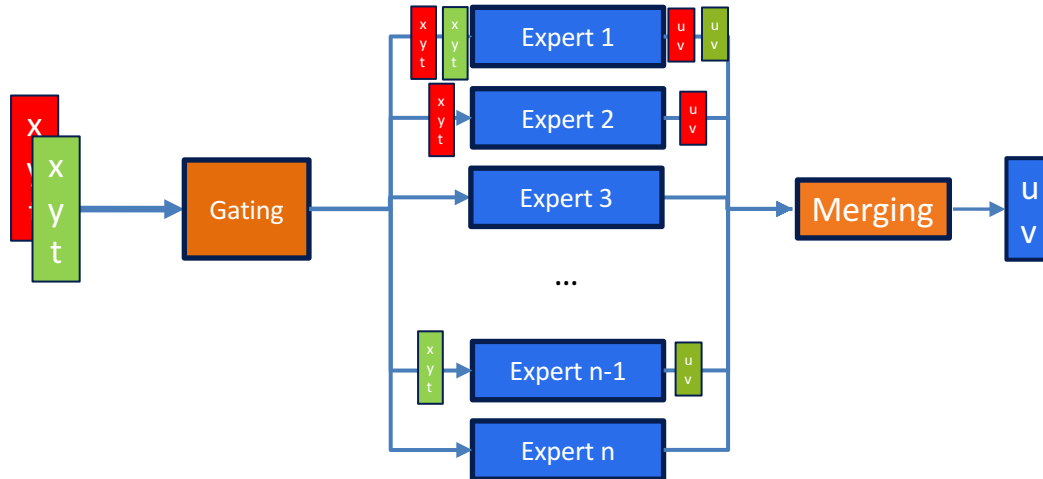 x
y
t
x
y
t
Expert 1
u
v
u
v
x
y
t
Expert 2
u
v
x
x
y
t
Gating
Expert 3
Merging
u
v
...
x
y
t
Expert n-1
u
v
Expert n